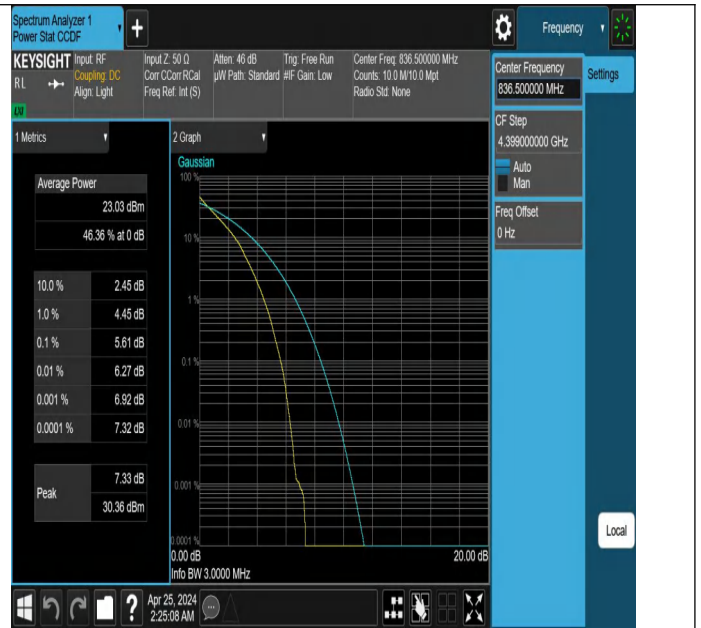 Spectrum Analyzer 1
Power Stat CCDF
Frequency
KEYSIGHT
RL
LXI
Input: RF
Coupling: DC
Align: Light
Input Z: 50 Ω
Corr CCorr RCal
Freq Ref: Int (S)
Atten: 46 dB
µW Path: Standard
Trig: Free Run
#IF Gain: Low
Center Freq: 836.500000 MHz
Counts: 10.0 M/10.0 Mpt
Radio Std: None
Center Frequency
836.500000 MHz
Settings
CF Step
4.399000000 GHz
Auto
Man
Freq Offset
0 Hz
Local
1 Metrics
Average Power
23.03 dBm
46.36 % at 0 dB
10.0 % 2.45 dB
1.0 % 4.45 dB
0.1 % 5.61 dB
0.01 % 6.27 dB
0.001 % 6.92 dB
0.0001 % 7.32 dB
Peak
7.33 dB
30.36 dBm
2 Graph
Gaussian
100 %
10 %
1 %
0.1 %
0.01 %
0.001 %
0.0001 %
0.00 dB 20.00 dB
Info BW 3.0000 MHz
?
Apr 25, 2024
2:25:08 AM